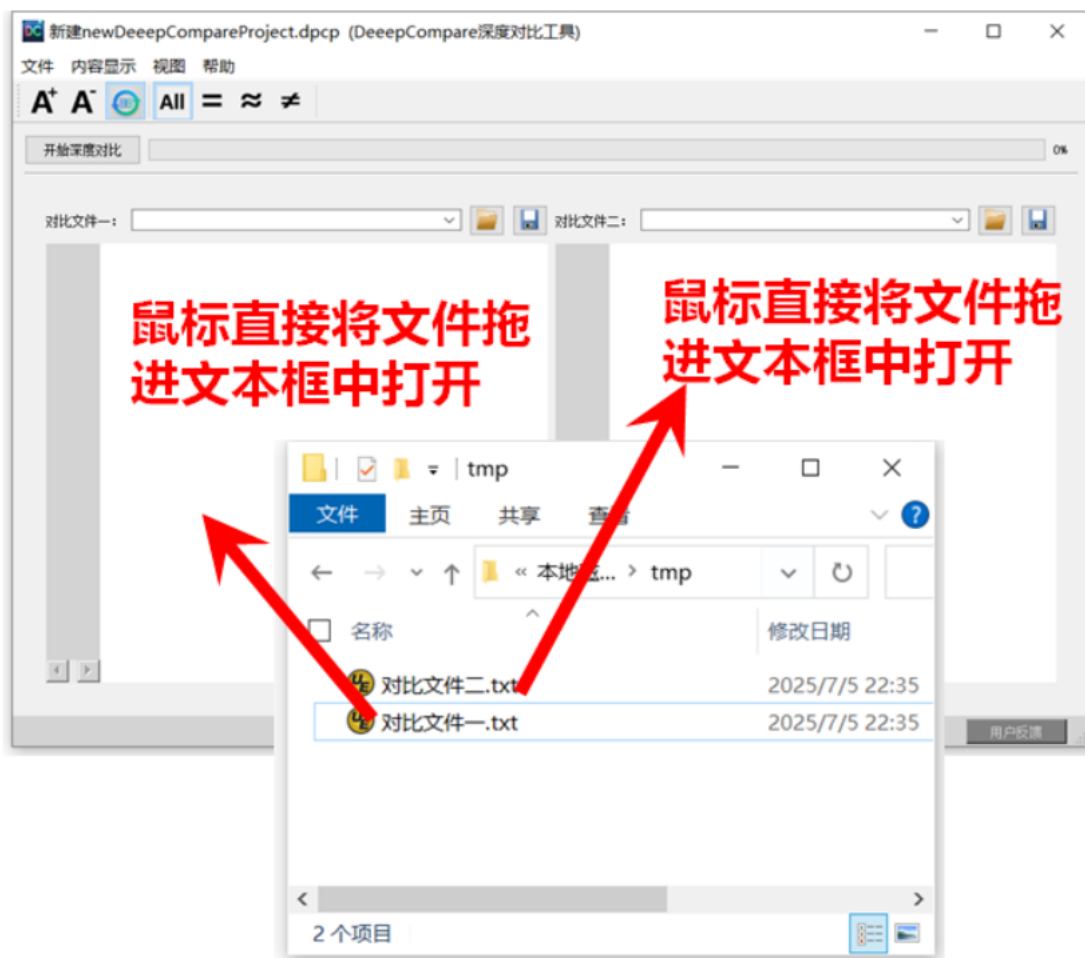 新建newDeeepCompareProject.dpcp (DeeepCompare深度对比工具)
文件 内容显示 视图 帮助
A+ A- All = ≈ ≠
开始深度对比 0%
对比文件一: 对比文件二:
鼠标直接将文件拖
进文本框中打开
鼠标直接将文件拖
进文本框中打开
tmp
文件 主页 共享 查看
« 本地磁... > tmp
名称 修改日期
对比文件二.txt 2025/7/5 22:35
对比文件一.txt 2025/7/5 22:35
用户反馈
2 个项目